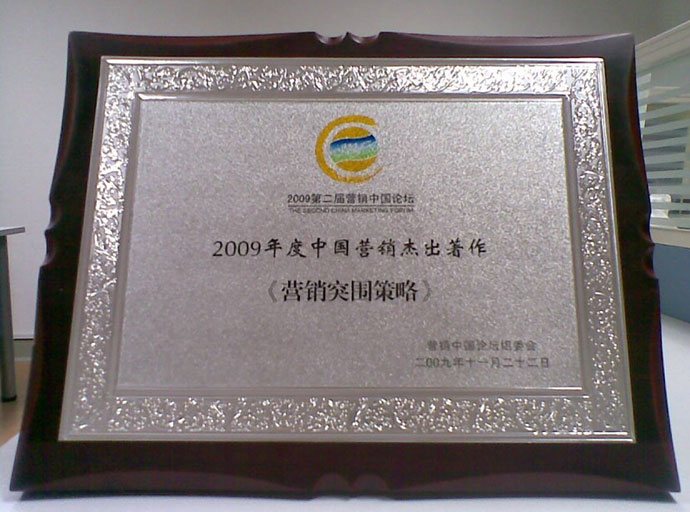 2009第二届营销中国论坛
THE SECOND CHINA MARKETING FORUM
2009年度中国营销杰出著作
《营销突围策略》
营销中国论坛组委会
二00九年十一月二十二日